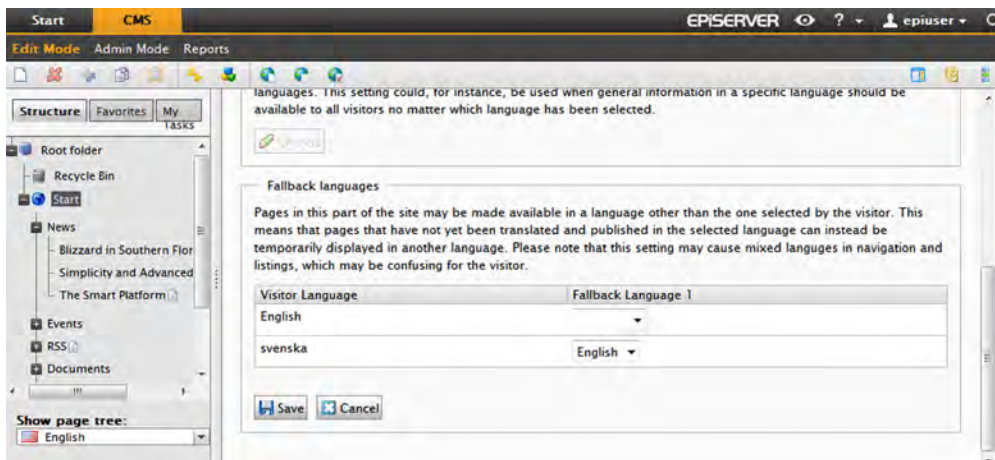 Start CMS EPiSERVER ? epiuser
Edit Mode Admin Mode Reports
Structure Favorites My Tasks
Root folder
Recycle Bin
Start
News
Blizzard in Southern Flor
Simplicity and Advanced
The Smart Platform
Events
RSS
Documents
Show page tree:
English
languages. This setting could, for instance, be used when general information in a specific language should be
available to all visitors no matter which language has been selected.
Fallback languages
Pages in this part of the site may be made available in a language other than the one selected by the visitor. This
means that pages that have not yet been translated and published in the selected language can instead be
temporarily displayed in another language. Please note that this setting may cause mixed languges in navigation and
listings, which may be confusing for the visitor.
Visitor Language Fallback Language 1
English
svenska English
Save Cancel